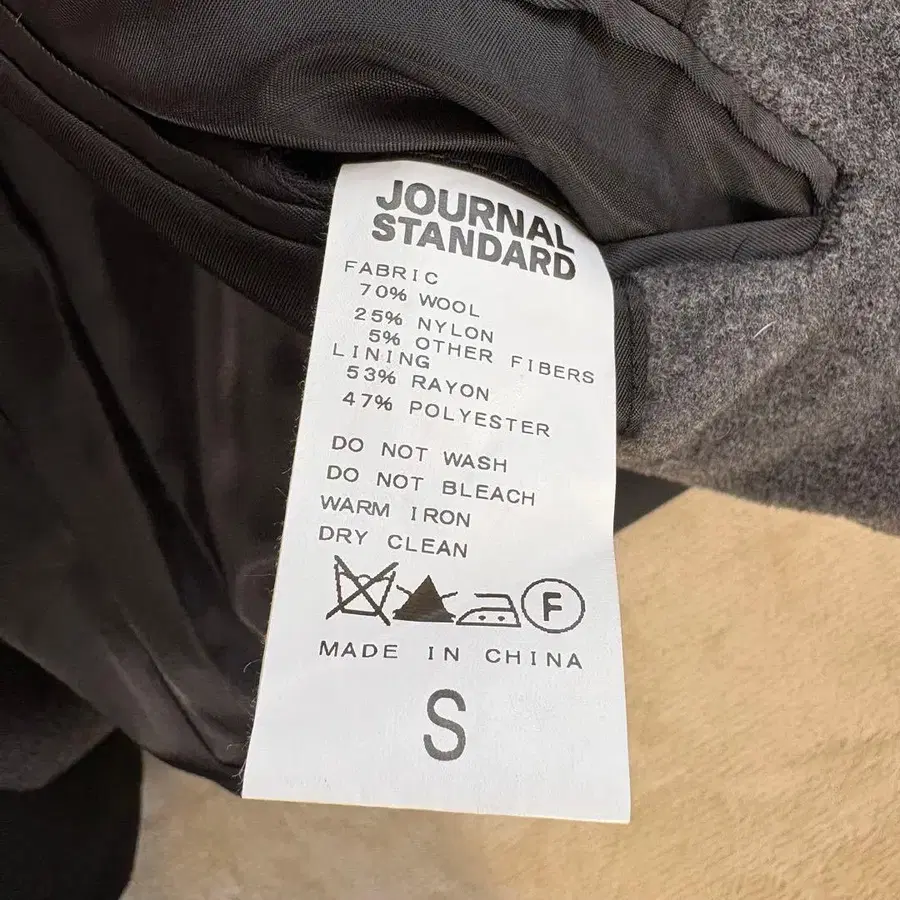 JOURNAL
STANDARD
FABRIC
70% WOOL
25% NYLON
5% OTHER FIBERS
LINING
53% RAYON
47% POLYESTER
DO NOT WASH
DO NOT BLEACH
WARM IRON
DRY CLEAN
F
MADE IN CHINA
S